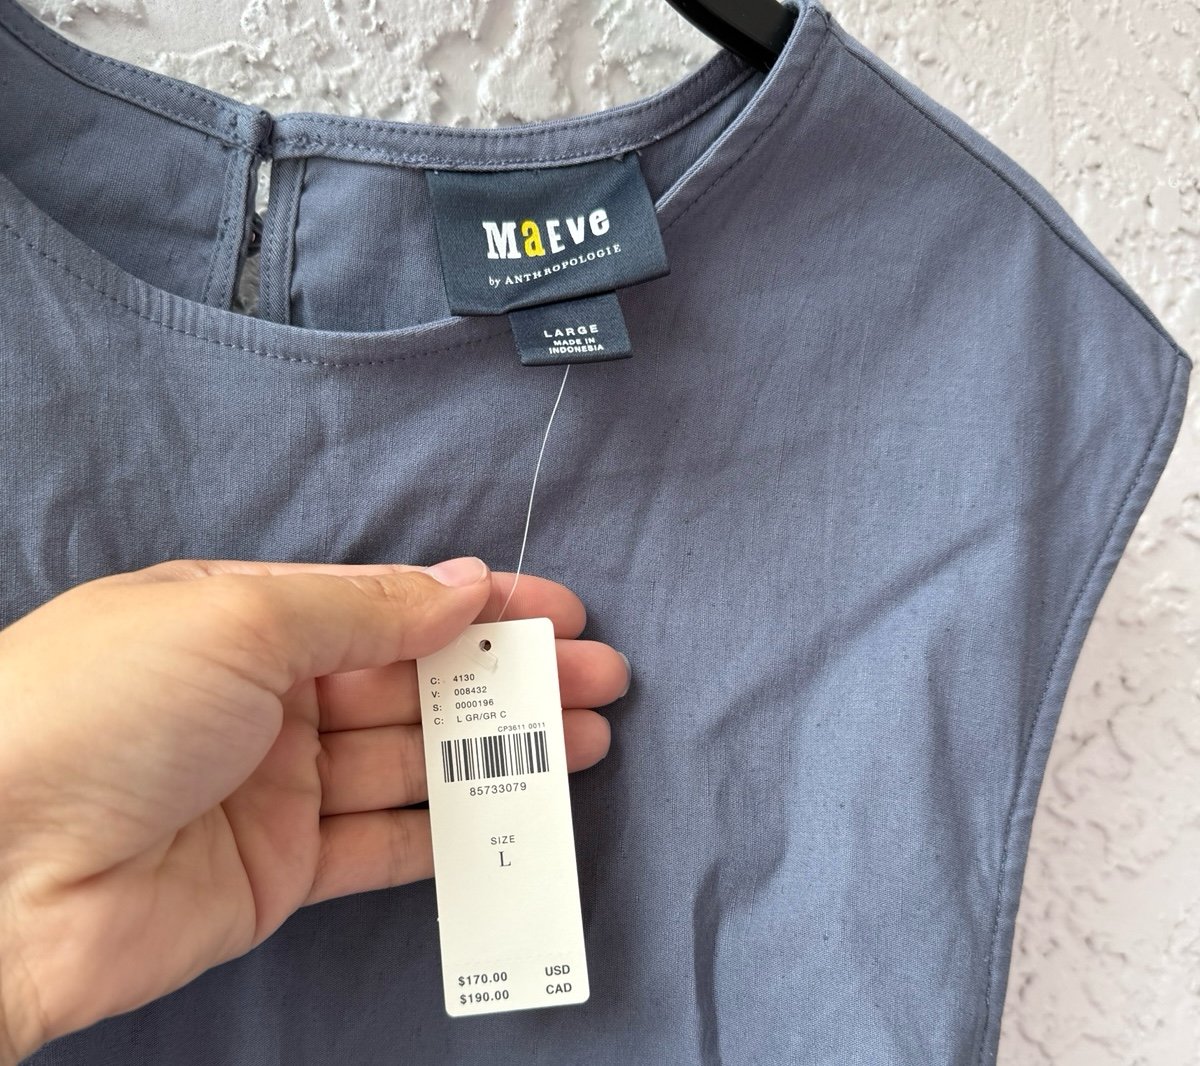 MaEve
by ANTHROPOLOGIE
LARGE
MADE IN
INDONESIA
C: 4130
V: 008432
S: 0000196
C: L GR/GR C
CP3611 0011
85733079
SIZE
L
$170.00 USD
$190.00 CAD